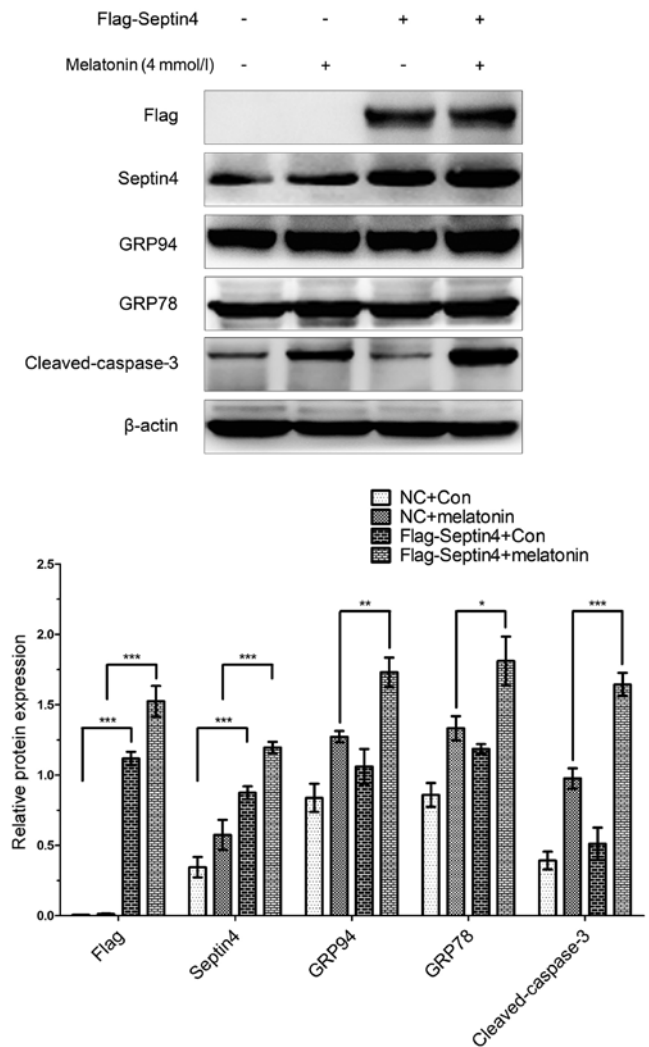 Flag-Septin4 - - + +
Melatonin (4 mmol/l) - + - +
Flag
Septin4
GRP94
GRP78
Cleaved-caspase-3
β-actin
NC+Con
NC+melatonin
Flag-Septin4+Con
Flag-Septin4+melatonin
Relative protein expression
2.5
2.0
1.5
1.0
0.5
0.0
***
***
***
***
**
*
***
Flag
Septin4
GRP94
GRP78
Cleaved-caspase-3